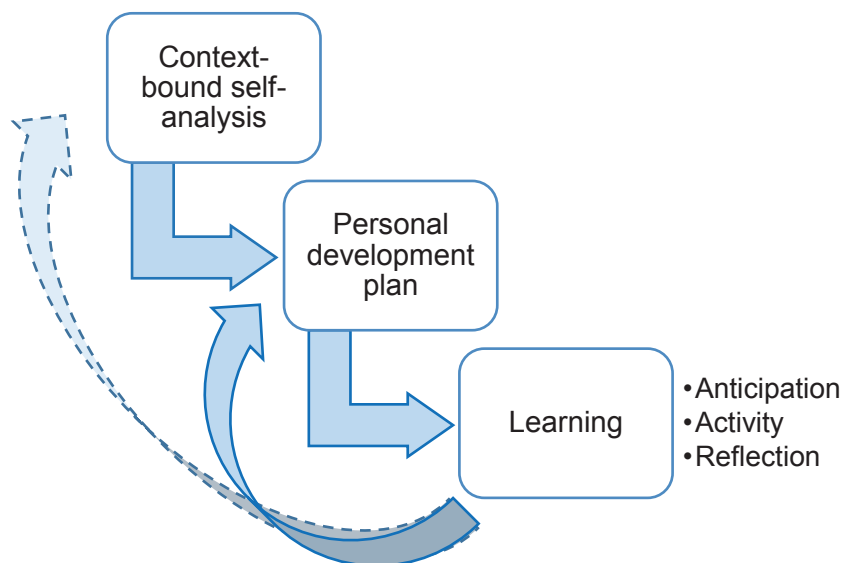 Context-
bound self-
analysis
Personal
development
plan
Learning
•Anticipation
•Activity
•Reflection